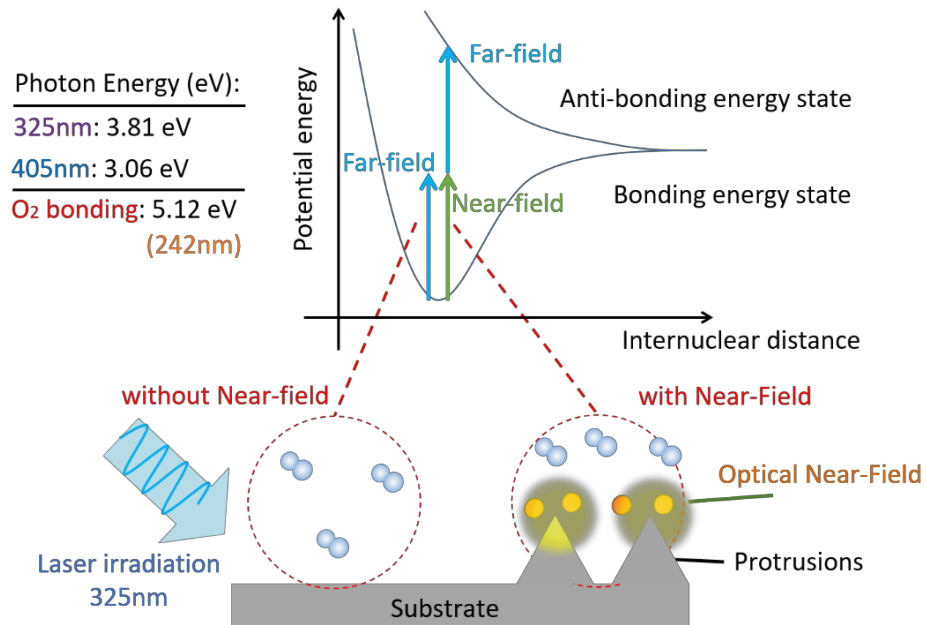 Photon Energy (eV):
325nm: 3.81 eV
405nm: 3.06 eV
O₂ bonding: 5.12 eV
(242nm)
Potential energy
Far-field
Anti-bonding energy state
Far-field
Near-field
Bonding energy state
Internuclear distance
without Near-field
with Near-Field
Optical Near-Field
Laser irradiation
325nm
Protrusions
Substrate